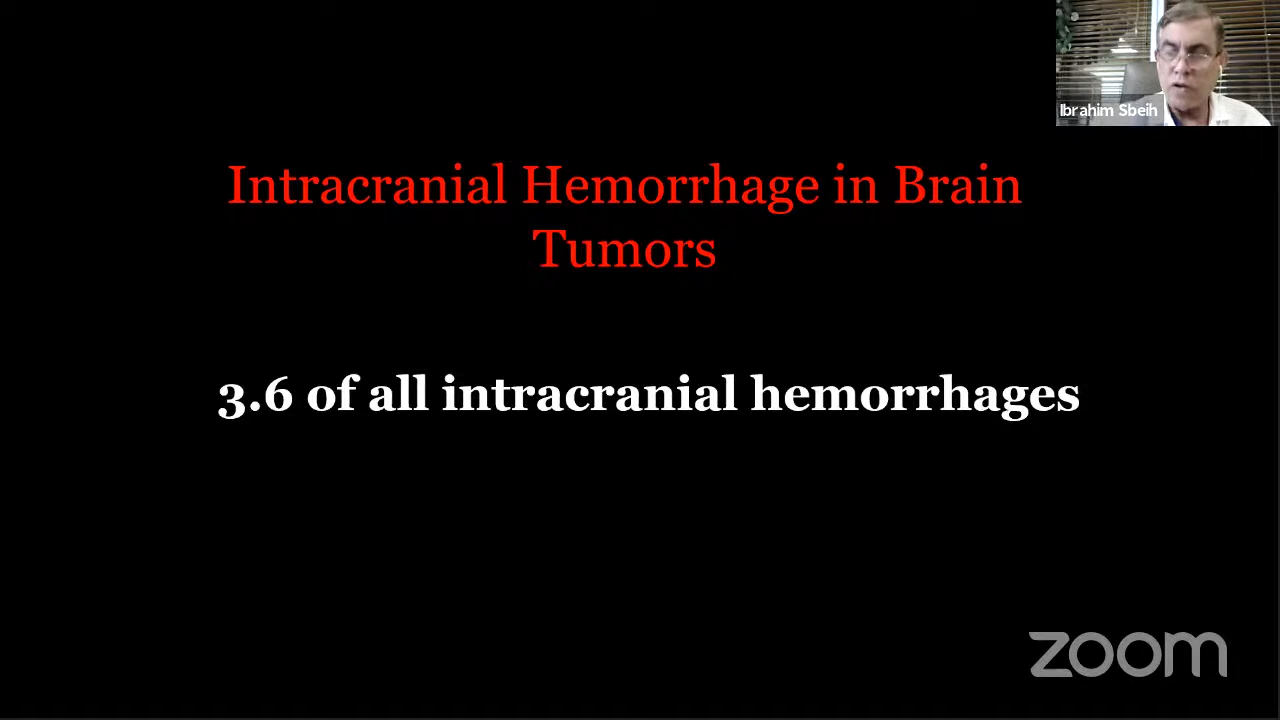 Ibrahim Sbeih
Intracranial Hemorrhage in Brain
Tumors
3.6 of all intracranial hemorrhages
zoom